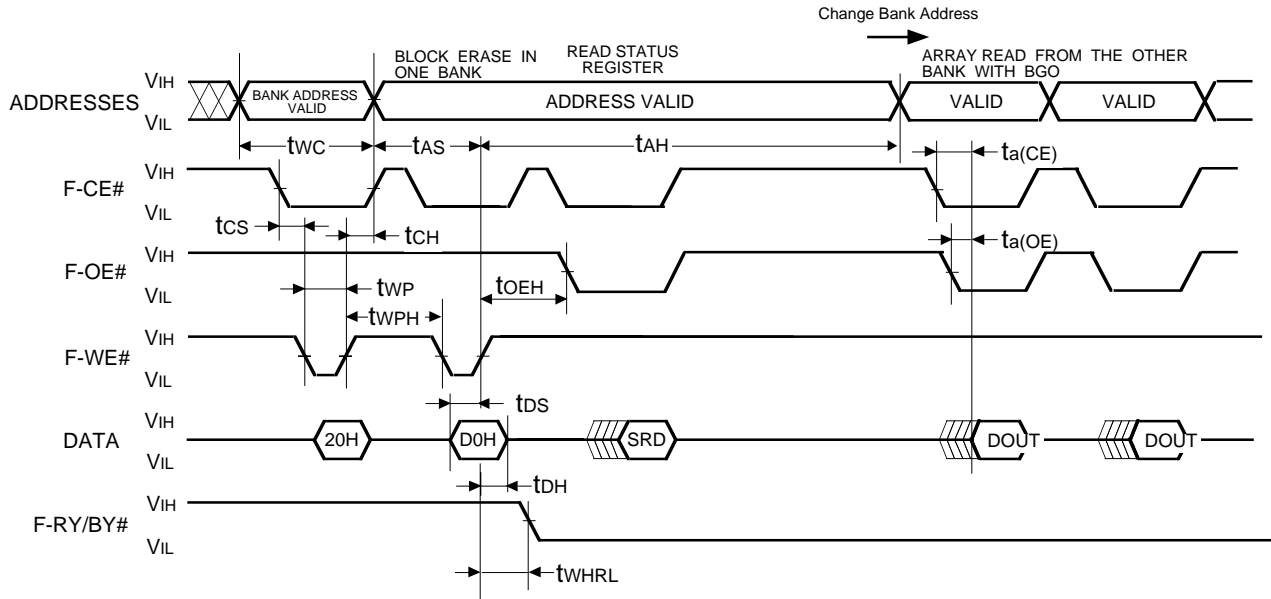 Change Bank Address
BLOCK ERASE IN
ONE BANK
READ STATUS
REGISTER
ARRAY READ FROM THE OTHER
BANK WITH BGO
ADDRESSES
VIH
VIL
BANK ADDRESS
VALID
ADDRESS VALID
VALID
VALID
tWC
tAS
tAH
ta(CE)
F-CE#
VIH
VIL
tCS
tCH
ta(OE)
F-OE#
VIH
VIL
tWP
tOEH
tWPH
F-WE#
VIH
VIL
tDS
DATA
VIH
VIL
20H
D0H
SRD
DOUT
DOUT
tDH
F-RY/BY#
VIH
VIL
tWHRL